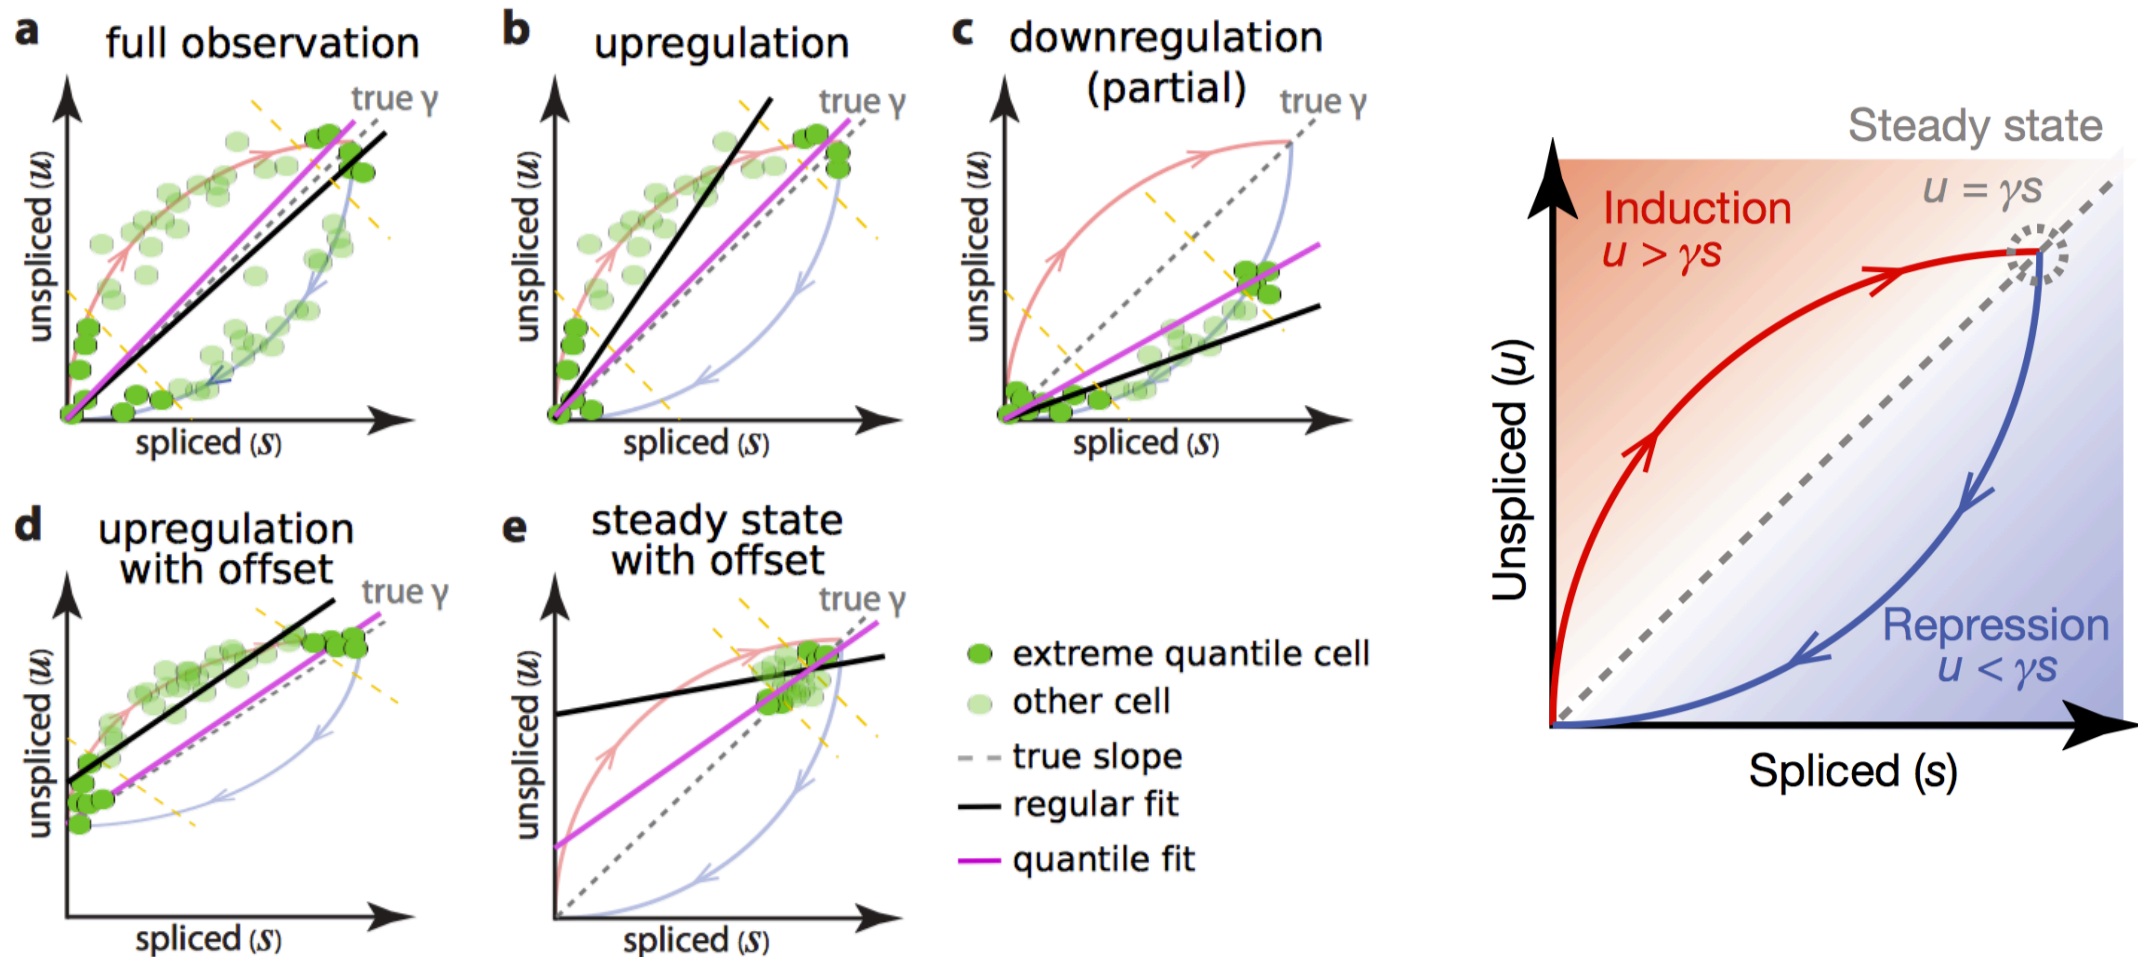 a
full observation
true γ
unspliced (u)
spliced (s)
b
upregulation
true γ
unspliced (u)
spliced (s)
c
downregulation
(partial)
true γ
unspliced (u)
spliced (s)
d
upregulation
with offset
true γ
unspliced (u)
spliced (s)
e
steady state
with offset
true γ
unspliced (u)
spliced (s)
extreme quantile cell
other cell
true slope
regular fit
quantile fit
Steady state
u = γs
Induction
u > γs
Unspliced (u)
Repression
u < γs
Spliced (s)